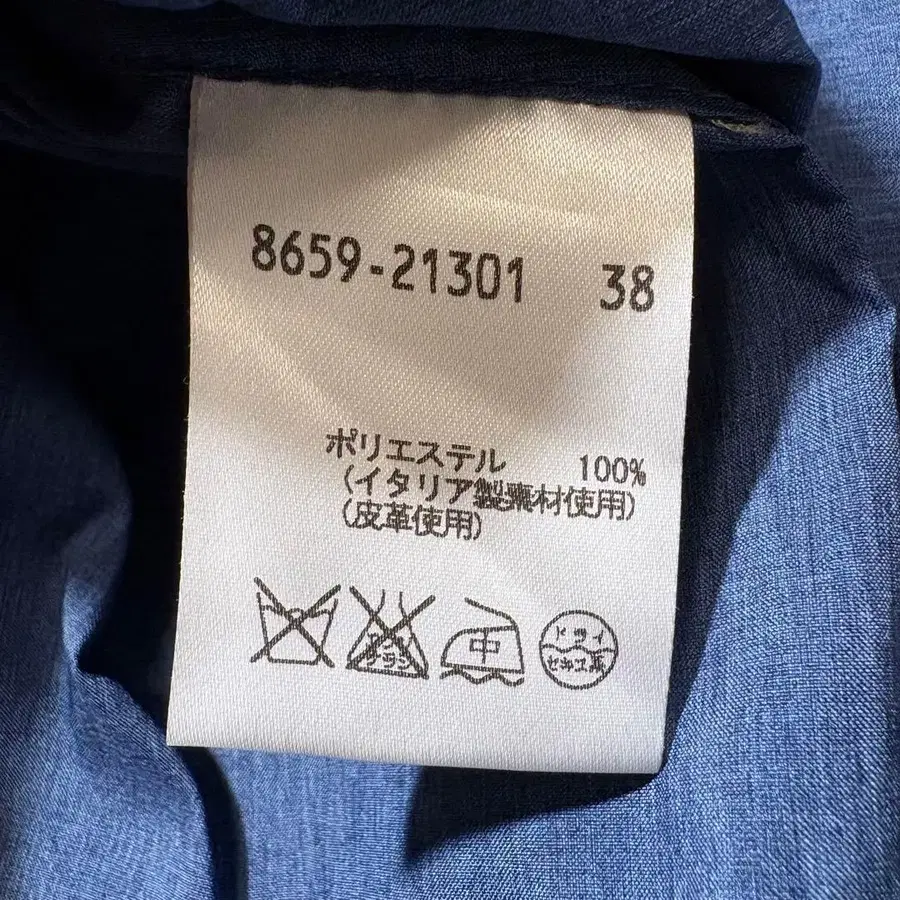 8659-21301 38
ポリエステル 100%
(イタリア製素材使用)
(皮革使用)
中
ドライ
セキユ系